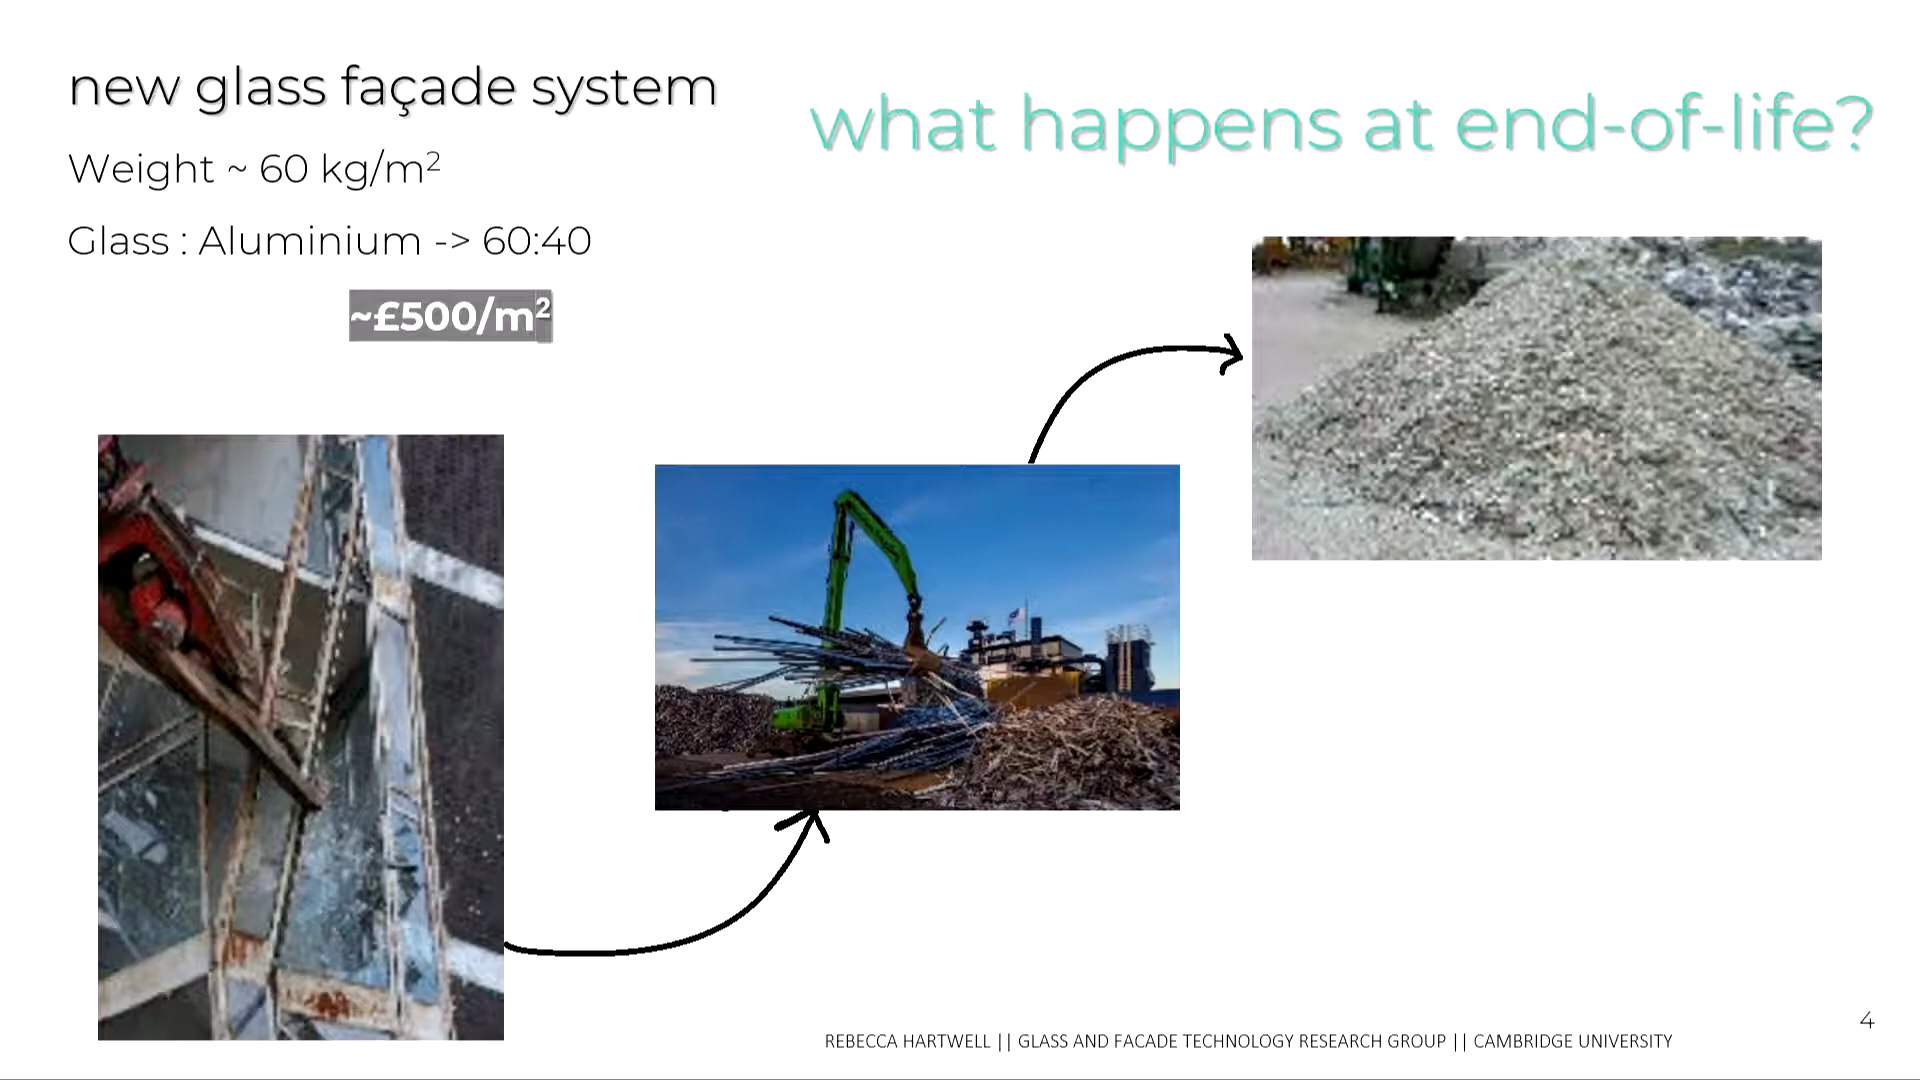 new glass façade system
what happens at end-of-life?
Weight ~ 60 kg/m²
Glass : Aluminium -> 60:40
~£500/m²
4
REBECCA HARTWELL || GLASS AND FACADE TECHNOLOGY RESEARCH GROUP || CAMBRIDGE UNIVERSITY